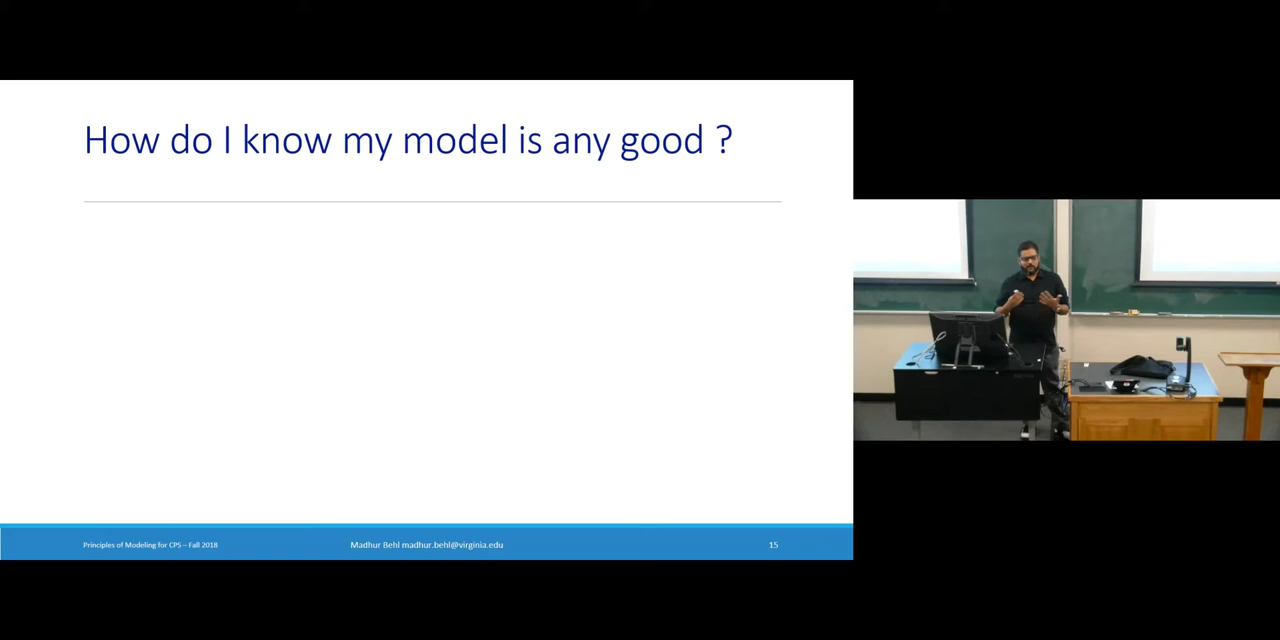 How do I know my model is any good ?
Principles of Modeling for CPS – Fall 2018
Madhur Behl madhur.behl@virginia.edu
15